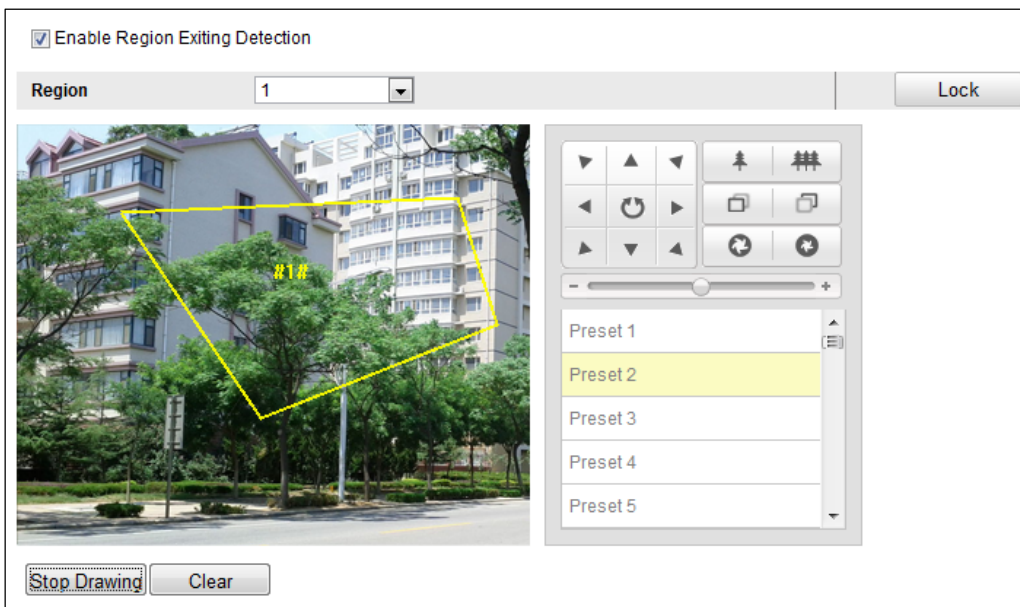 Enable Region Exiting Detection
Region 1 Lock
#1#
Preset 1
Preset 2
Preset 3
Preset 4
Preset 5
Stop Drawing Clear